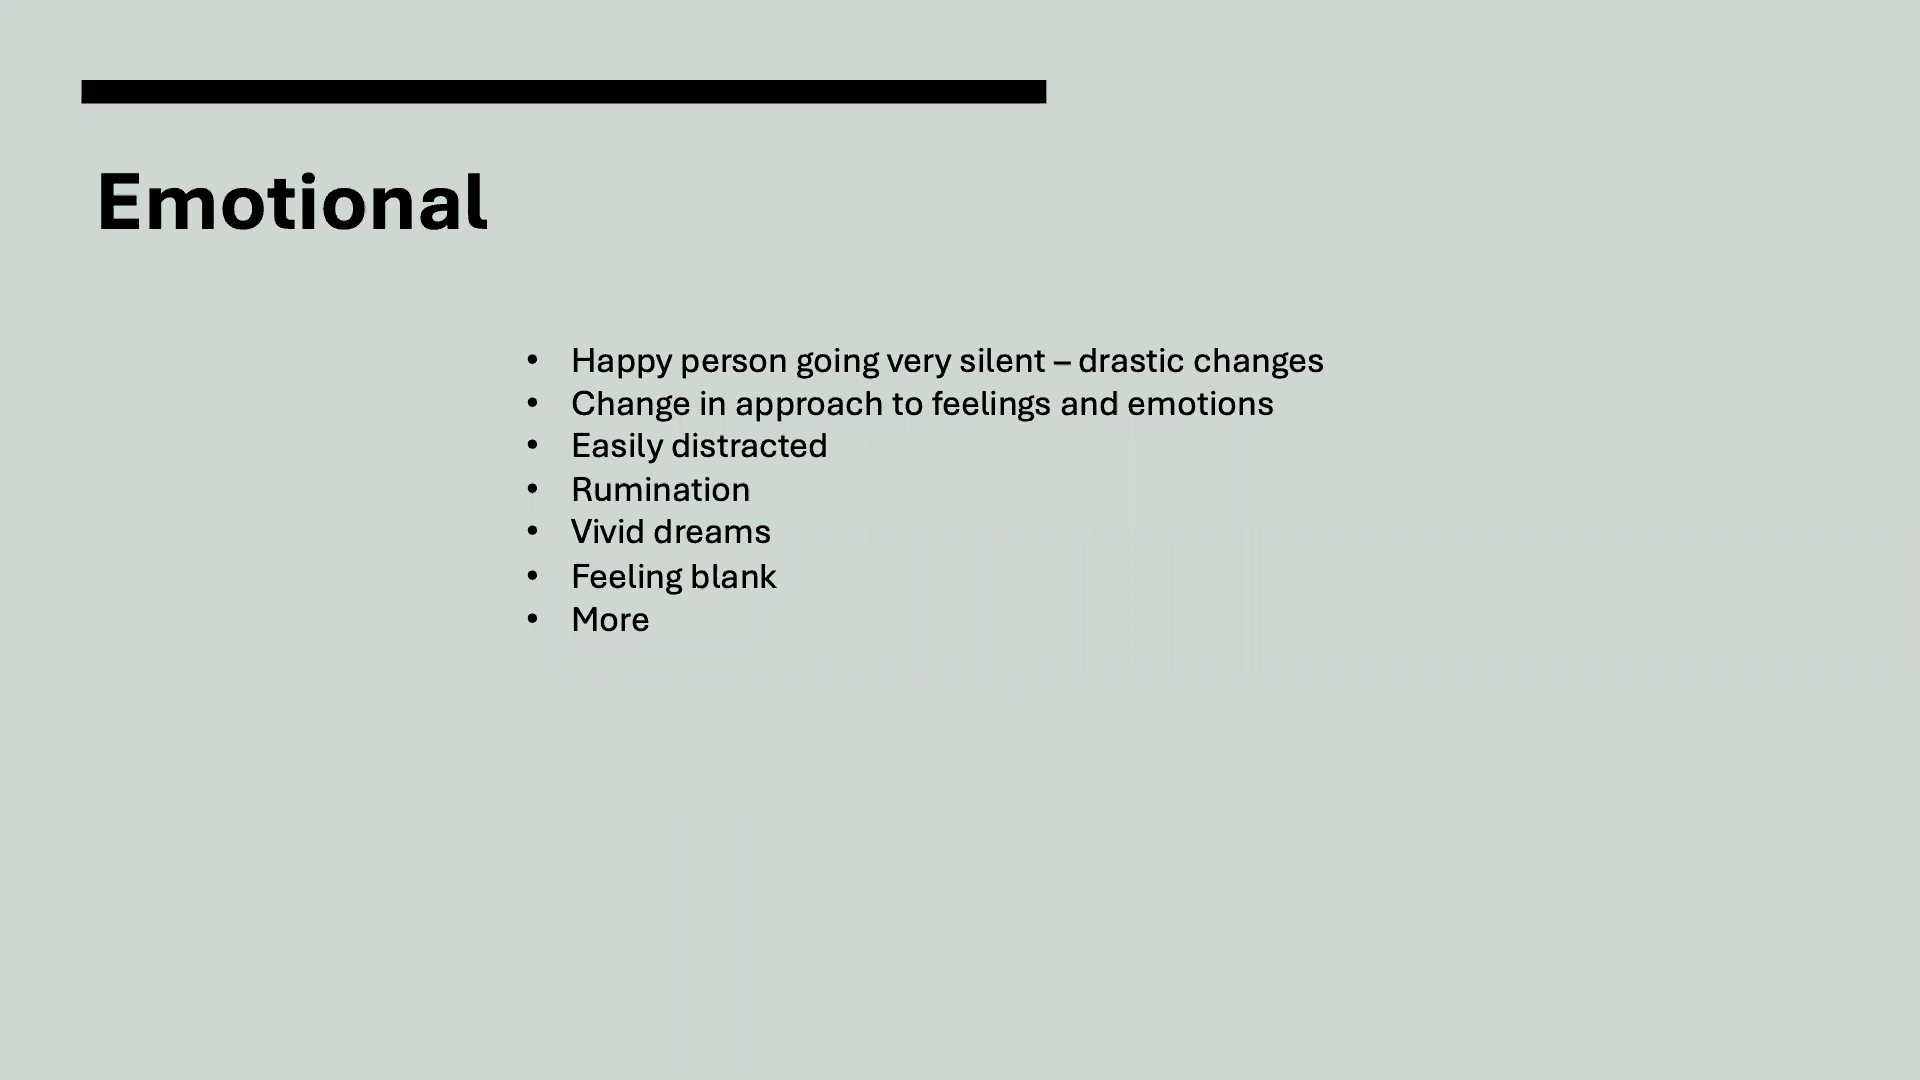 Emotional
• Happy person going very silent – drastic changes
• Change in approach to feelings and emotions
• Easily distracted
• Rumination
• Vivid dreams
• Feeling blank
• More